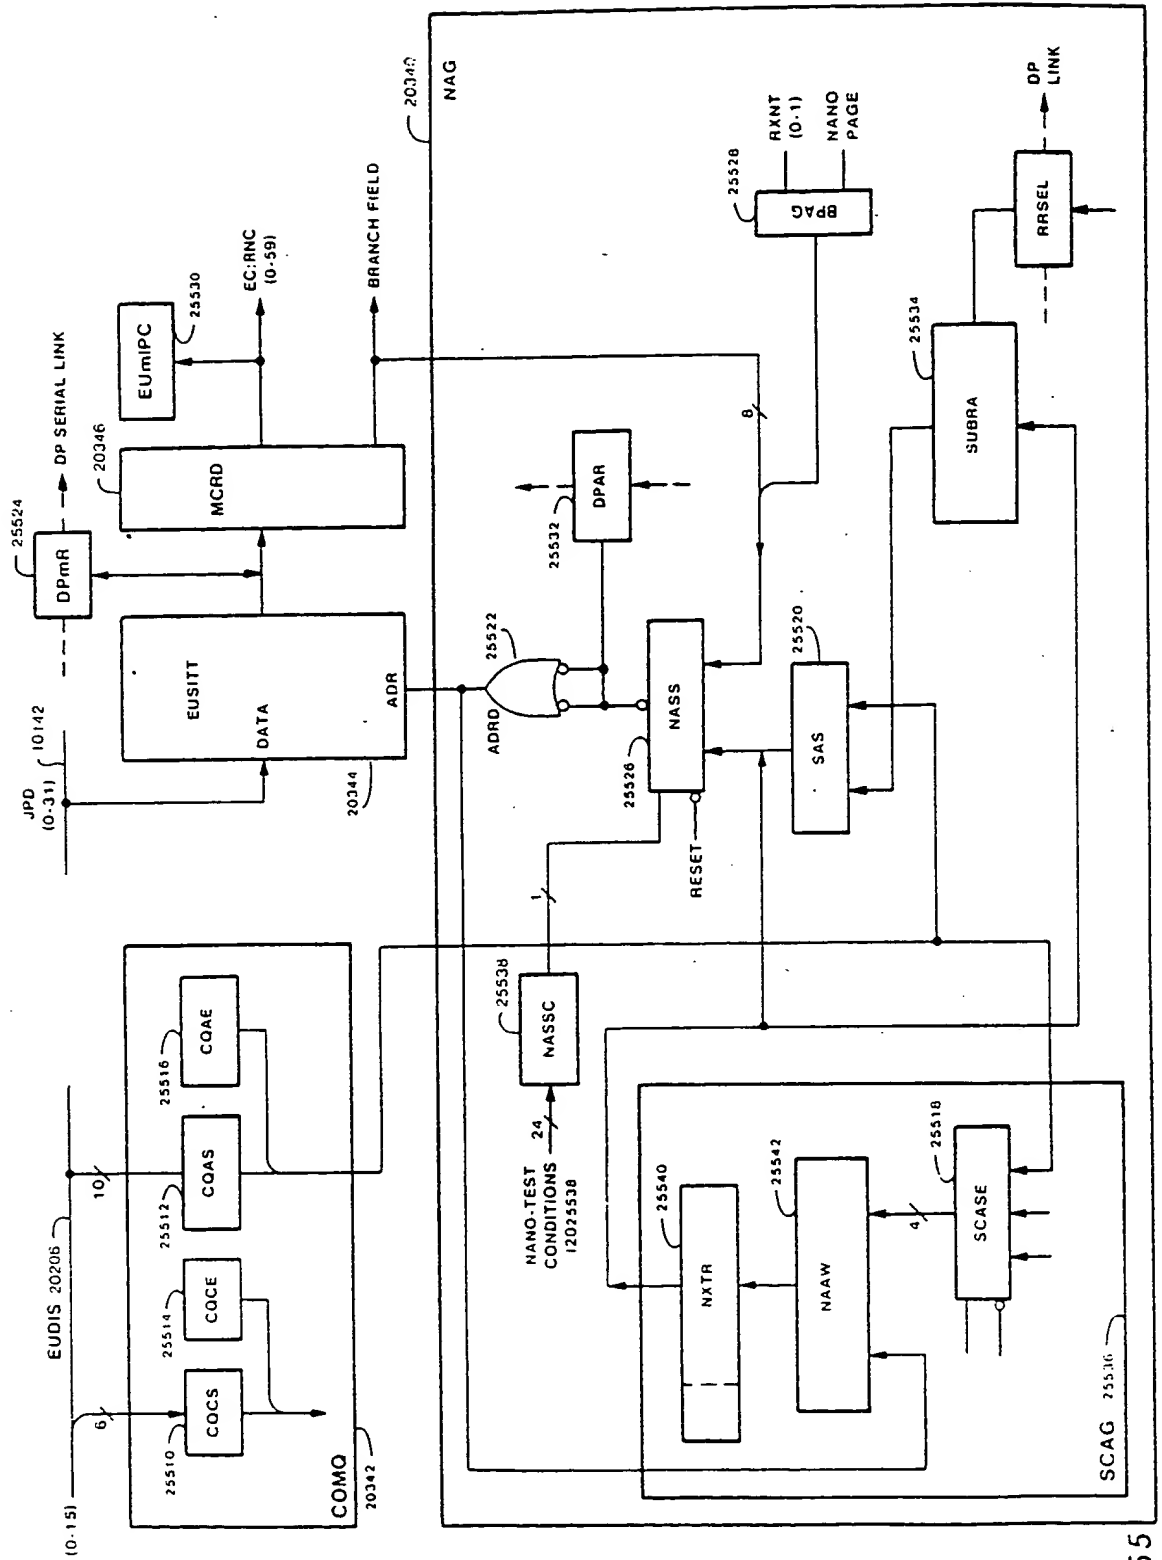 (0-15)
EUDIS 20206
10
6
25510
CQCS
25514
CQCE
25512
CQAS
25516
CQAE
COMQ
20342
JPD
(0-31)
10142
EUSITT
DATA
ADR
20344
25524
DPmR
DP SERIAL LINK
20346
MCRD
EUmIPC
25530
EC:RNC
(0-59)
BRANCH FIELD
20340
NAG
ADRD
25522
25532
DPAR
8
25528
BPAG
RXNT
(0-1)
NANO
PAGE
NANO-TEST
CONDITIONS
12025538
24
25538
NASSC
1
25526
NASS
RESET
25520
SAS
25534
SUBRA
RRSEL
DP
LINK
25540
NXTR
25542
NAAW
4
25518
SCASE
SCAG
25536
55